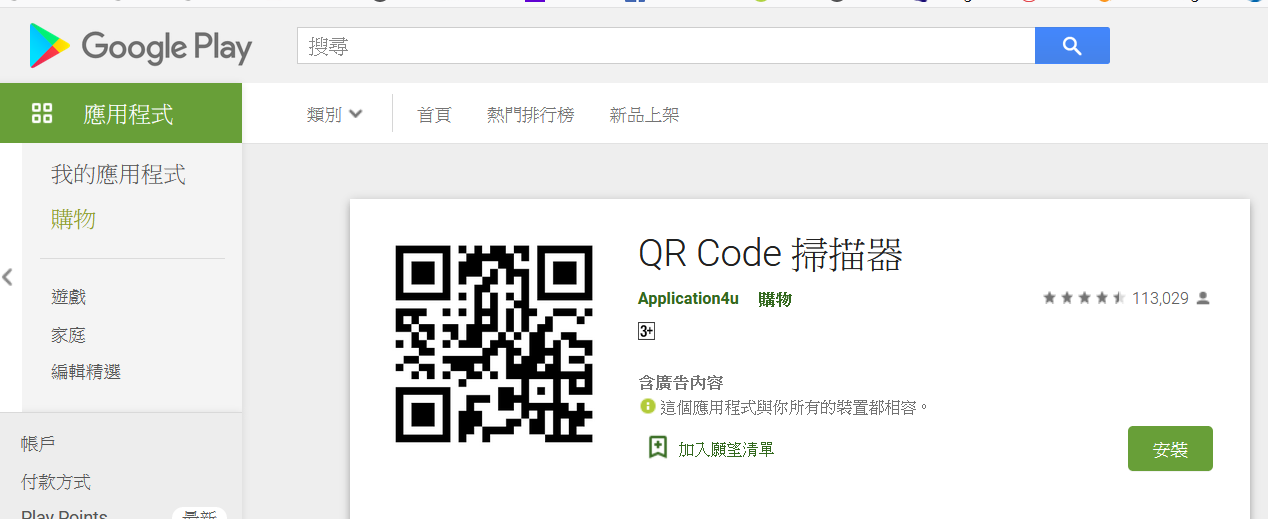 Google Play
搜尋
應用程式
類別
首頁
熱門排行榜
新品上架
我的應用程式
購物
遊戲
家庭
編輯精選
帳戶
付款方式
Play Points
最新
QR Code 掃描器
Application4u 購物
113,029
3+
含廣告內容
這個應用程式與你所有的裝置都相容。
加入願望清單
安裝